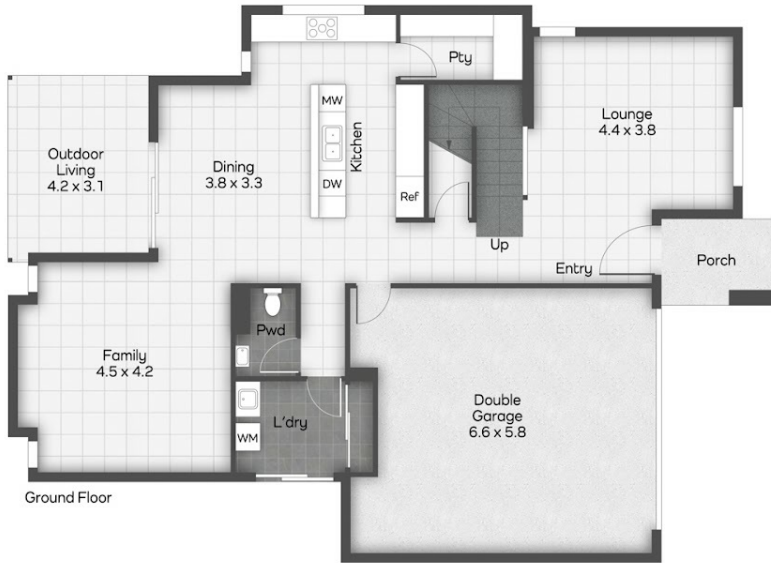 Pty
Lounge
4.4 x 3.8
MW
Outdoor
Living
4.2 x 3.1
Dining
3.8 x 3.3
Kitchen
DW
Ref
Up
Entry
Porch
Pwd
Family
4.5 x 4.2
Double
Garage
6.6 x 5.8
L'dry
WM
Ground Floor